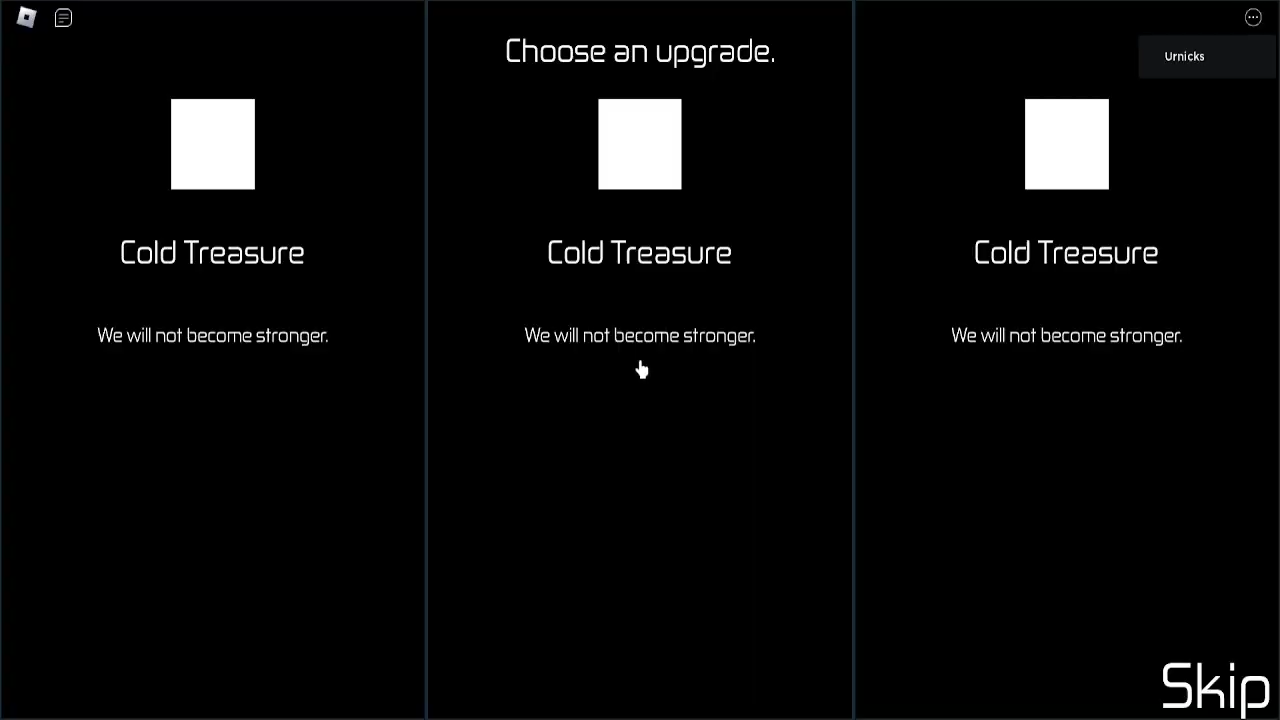 Choose an upgrade.
Urnicks
Cold Treasure
We will not become stronger.
Cold Treasure
We will not become stronger.
Cold Treasure
We will not become stronger.
Skip